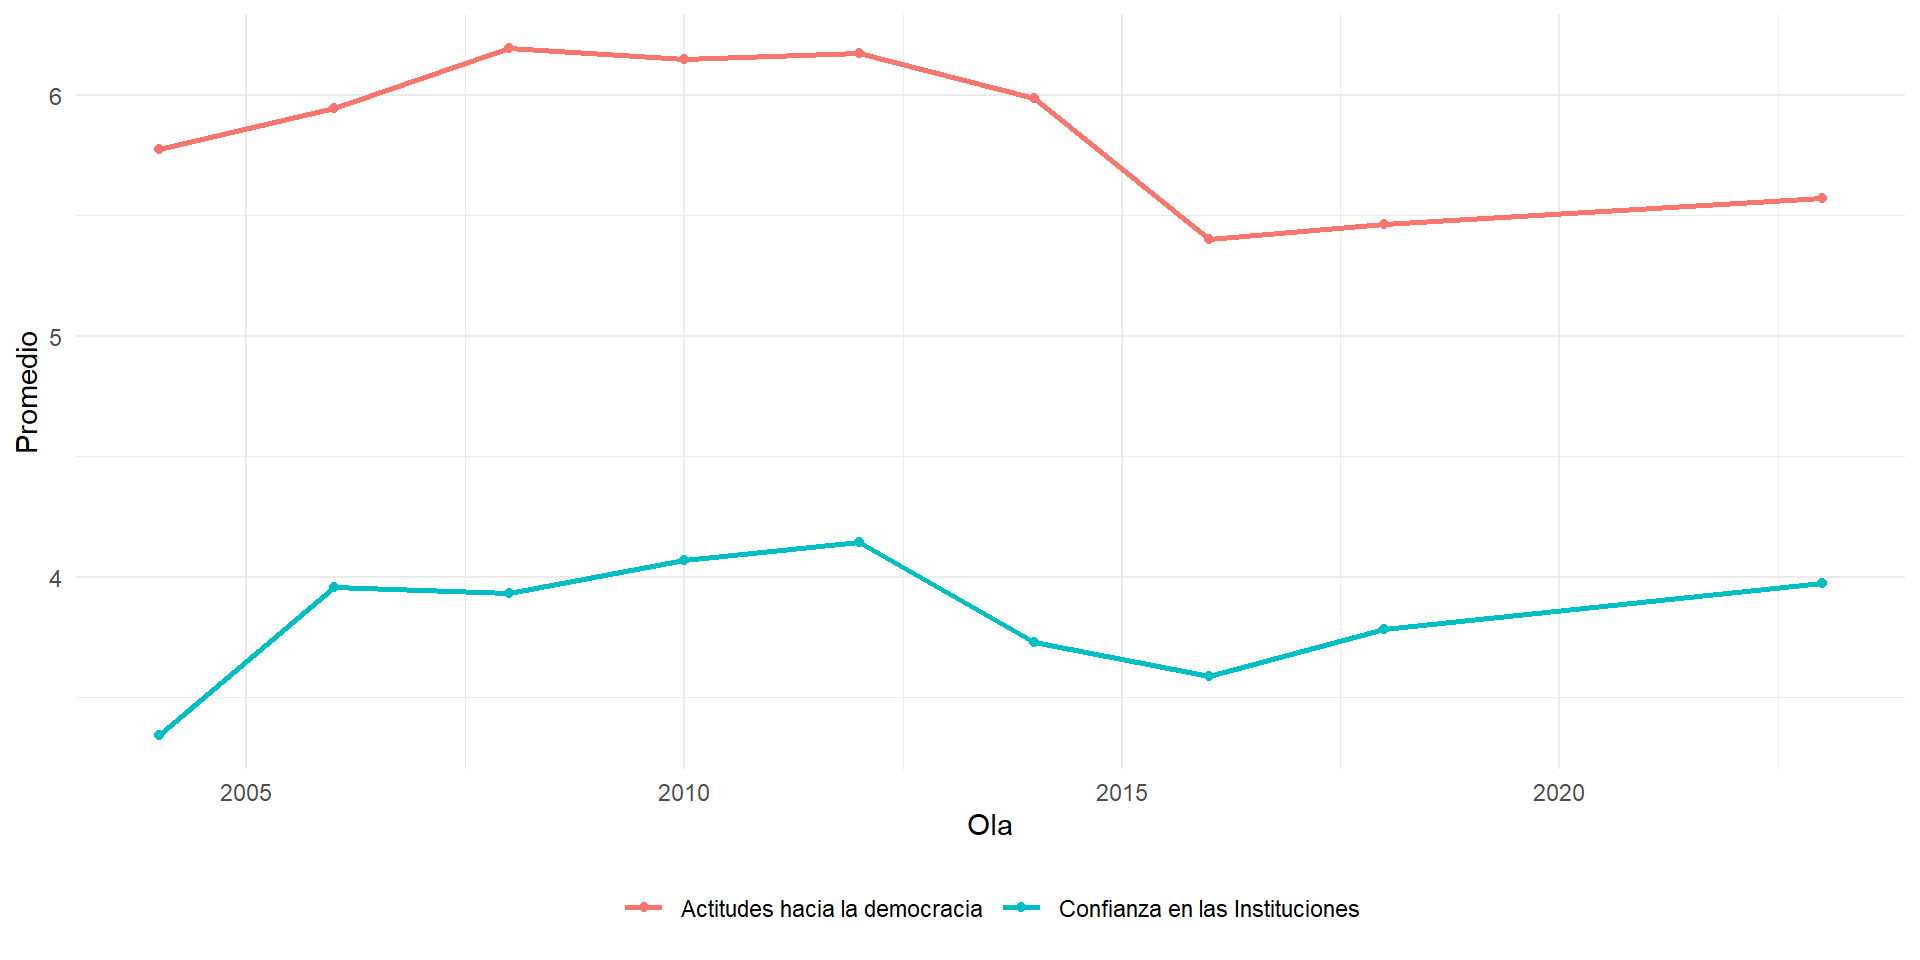 6
5
4
Promedio
2005 2010 2015 2020
Ola
Actitudes hacia la democracia Confianza en las Instituciones